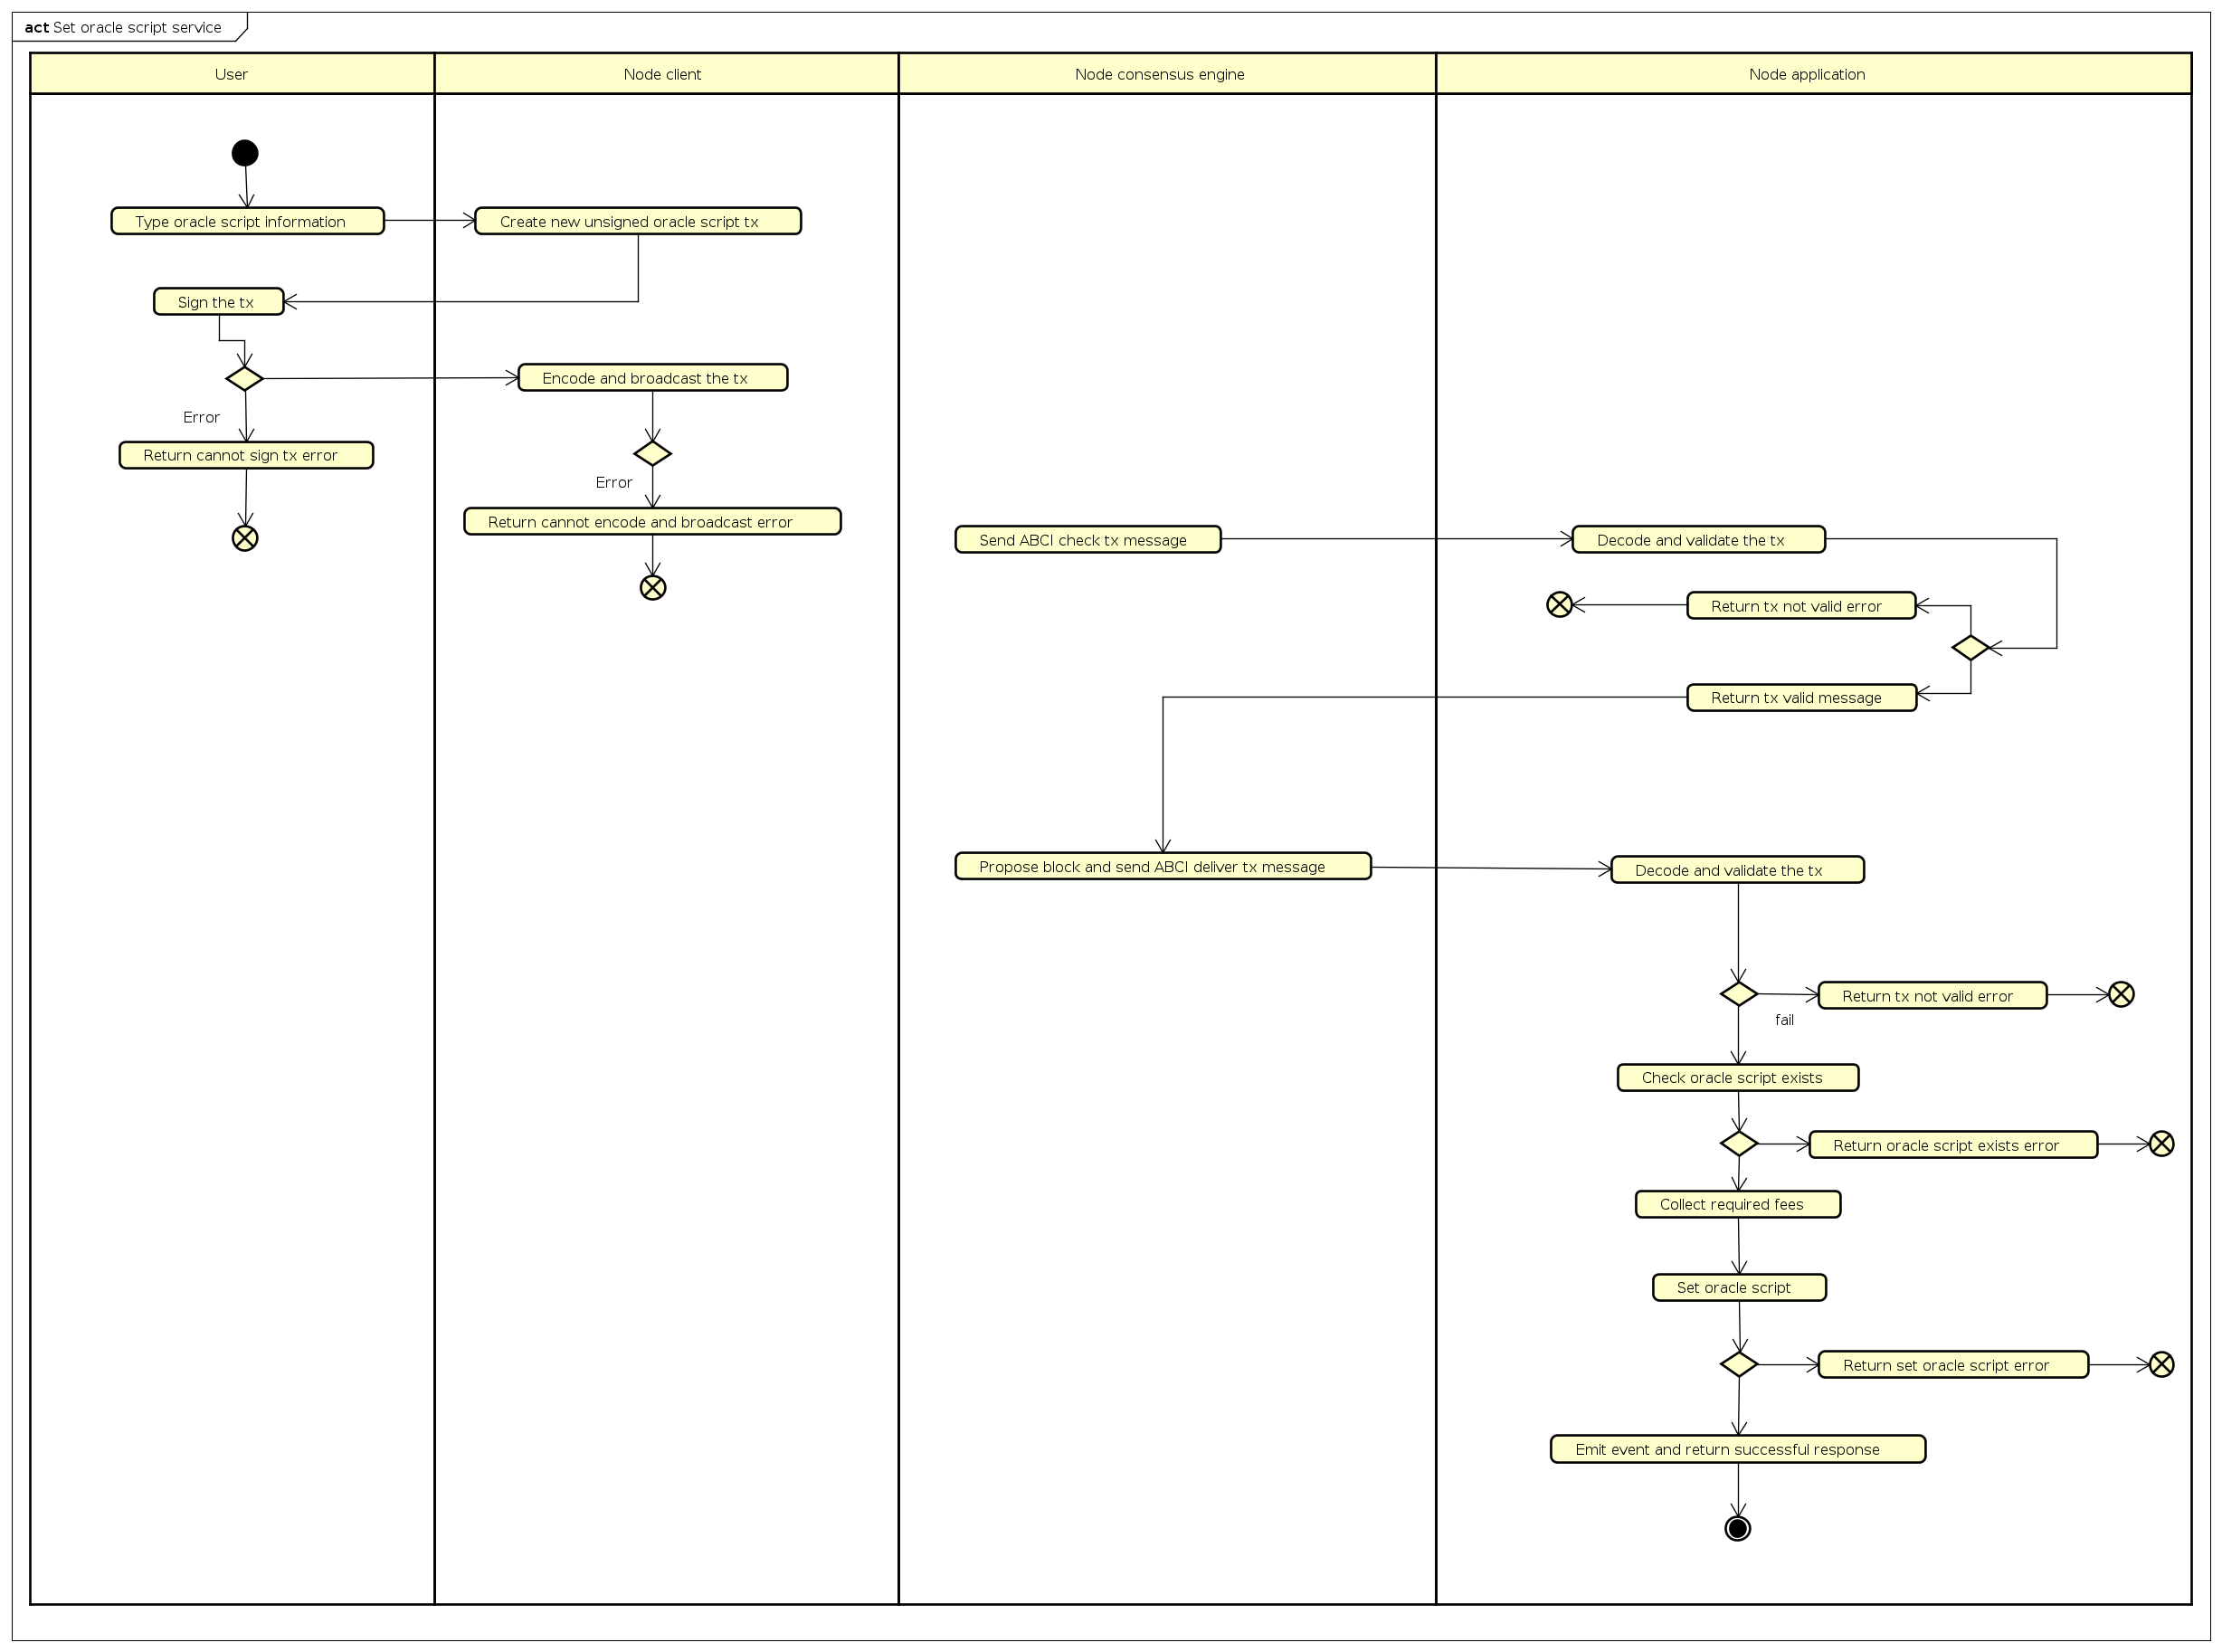 act Set oracle script service
User
Node client
Node consensus engine
Node application
Type oracle script information
Create new unsigned oracle script tx
Sign the tx
Encode and broadcast the tx
Error
Return cannot sign tx error
Error
Return cannot encode and broadcast error
Send ABCI check tx message
Decode and validate the tx
Return tx not valid error
Return tx valid message
Propose block and send ABCI deliver tx message
Decode and validate the tx
Return tx not valid error
fail
Check oracle script exists
Return oracle script exists error
Collect required fees
Set oracle script
Return set oracle script error
Emit event and return successful response